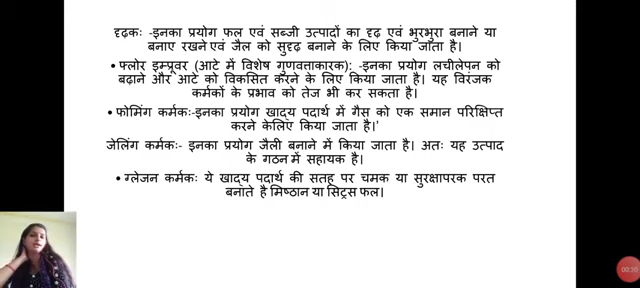 दृढ़कः -इनका प्रयोग फल एवं सब्जी उत्पादों का दृढ़ एवं भुरभुरा बनाने या
बनाए रखने एवं जैल को सुदृढ़ बनाने के लिए किया जाता है।
• फ्लोर इम्प्रूवर (आटे में विशेष गुणवत्ताकारक): -इनका प्रयोग लचीलेपन को
बढ़ाने और आटे को विकसित करने के लिए किया जाता है। यह विरंजक
कर्मकों के प्रभाव को तेज भी कर सकता है।
• फोमिंग कर्मकः-इनका प्रयोग खाद्य पदार्थ में गैस को एक समान परिक्षिप्त
करने केलिए किया जाता है।'
जेलिंग कर्मकः- इनका प्रयोग जैली बनाने में किया जाता है। अतः यह उत्पाद
के गठन में सहायक है।
• ग्लेजन कर्मकः ये खाद्य पदार्थ की सतह पर चमक या सुरक्षापरक परत
बनाते है मिष्ठान या सिट्रस फल।